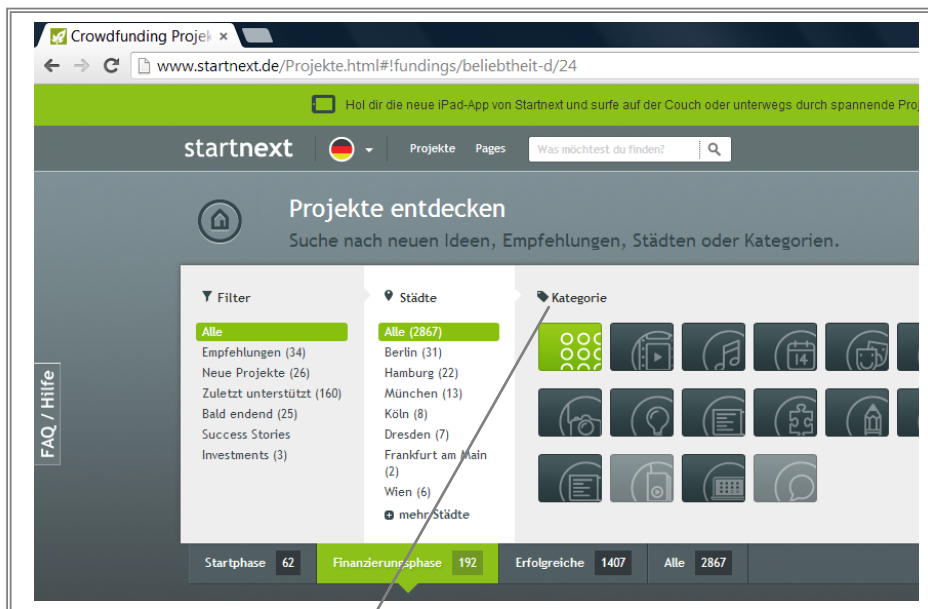 Crowdfunding Projek
www.startnext.de/Projekte.html#!fundings/beliebtheit-d/24
Hol dir die neue iPad-App von Startnext und surfe auf der Couch oder unterwegs durch spannende Proj
startnext
Projekte Pages Was möchtest du finden?
Projekte entdecken
Suche nach neuen Ideen, Empfehlungen, Städten oder Kategorien.
FAQ / Hilfe
Filter
Alle
Empfehlungen (34)
Neue Projekte (26)
Zuletzt unterstützt (160)
Bald endend (25)
Success Stories
Investments (3)
Städte
Alle (2867)
Berlin (31)
Hamburg (22)
München (13)
Köln (8)
Dresden (7)
Frankfurt am Main
(2)
Wien (6)
mehr Städte
Kategorie
14
Startphase 62 Finanzierungsphase 192 Erfolgreiche 1407 Alle 2867